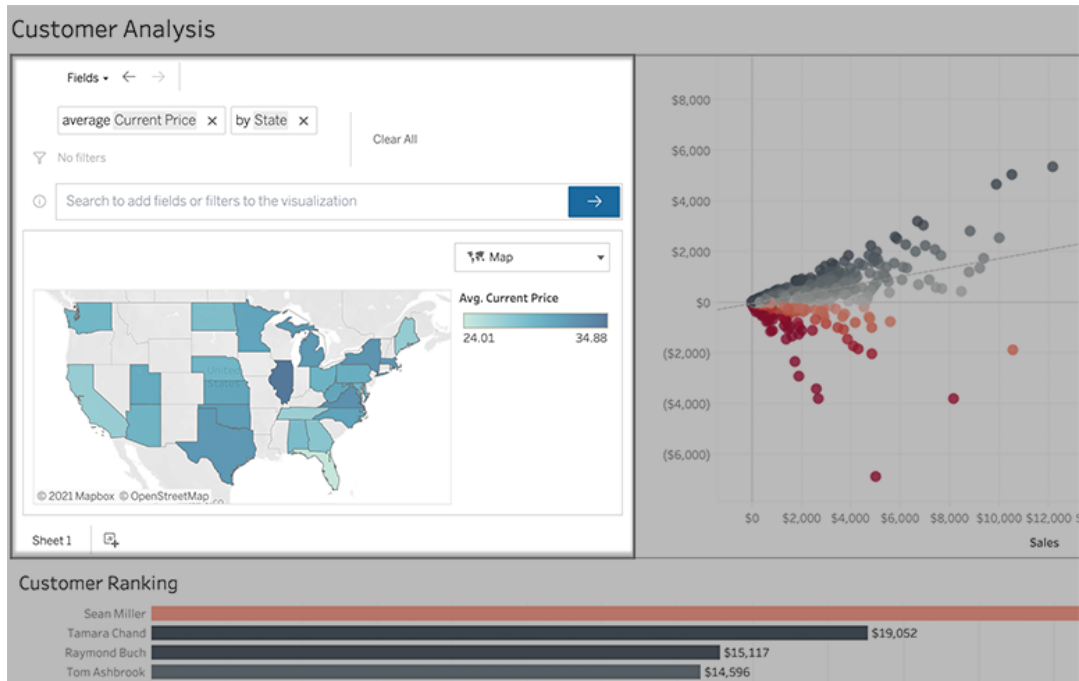 Customer Analysis
Fields
average Current Price × by State ×
Clear All
No filters
Search to add fields or filters to the visualization
Map
Avg. Current Price
24.01 34.88
United
States
© 2021 Mapbox © OpenStreetMap
Sheet 1
$8,000
$6,000
$4,000
$2,000
$0
($2,000)
($4,000)
($6,000)
$0 $2,000 $4,000 $6,000 $8,000 $10,000 $12,000
Sales
Customer Ranking
Sean Miller
Tamara Chand $19,052
Raymond Buch $15,117
Tom Ashbrook $14,596